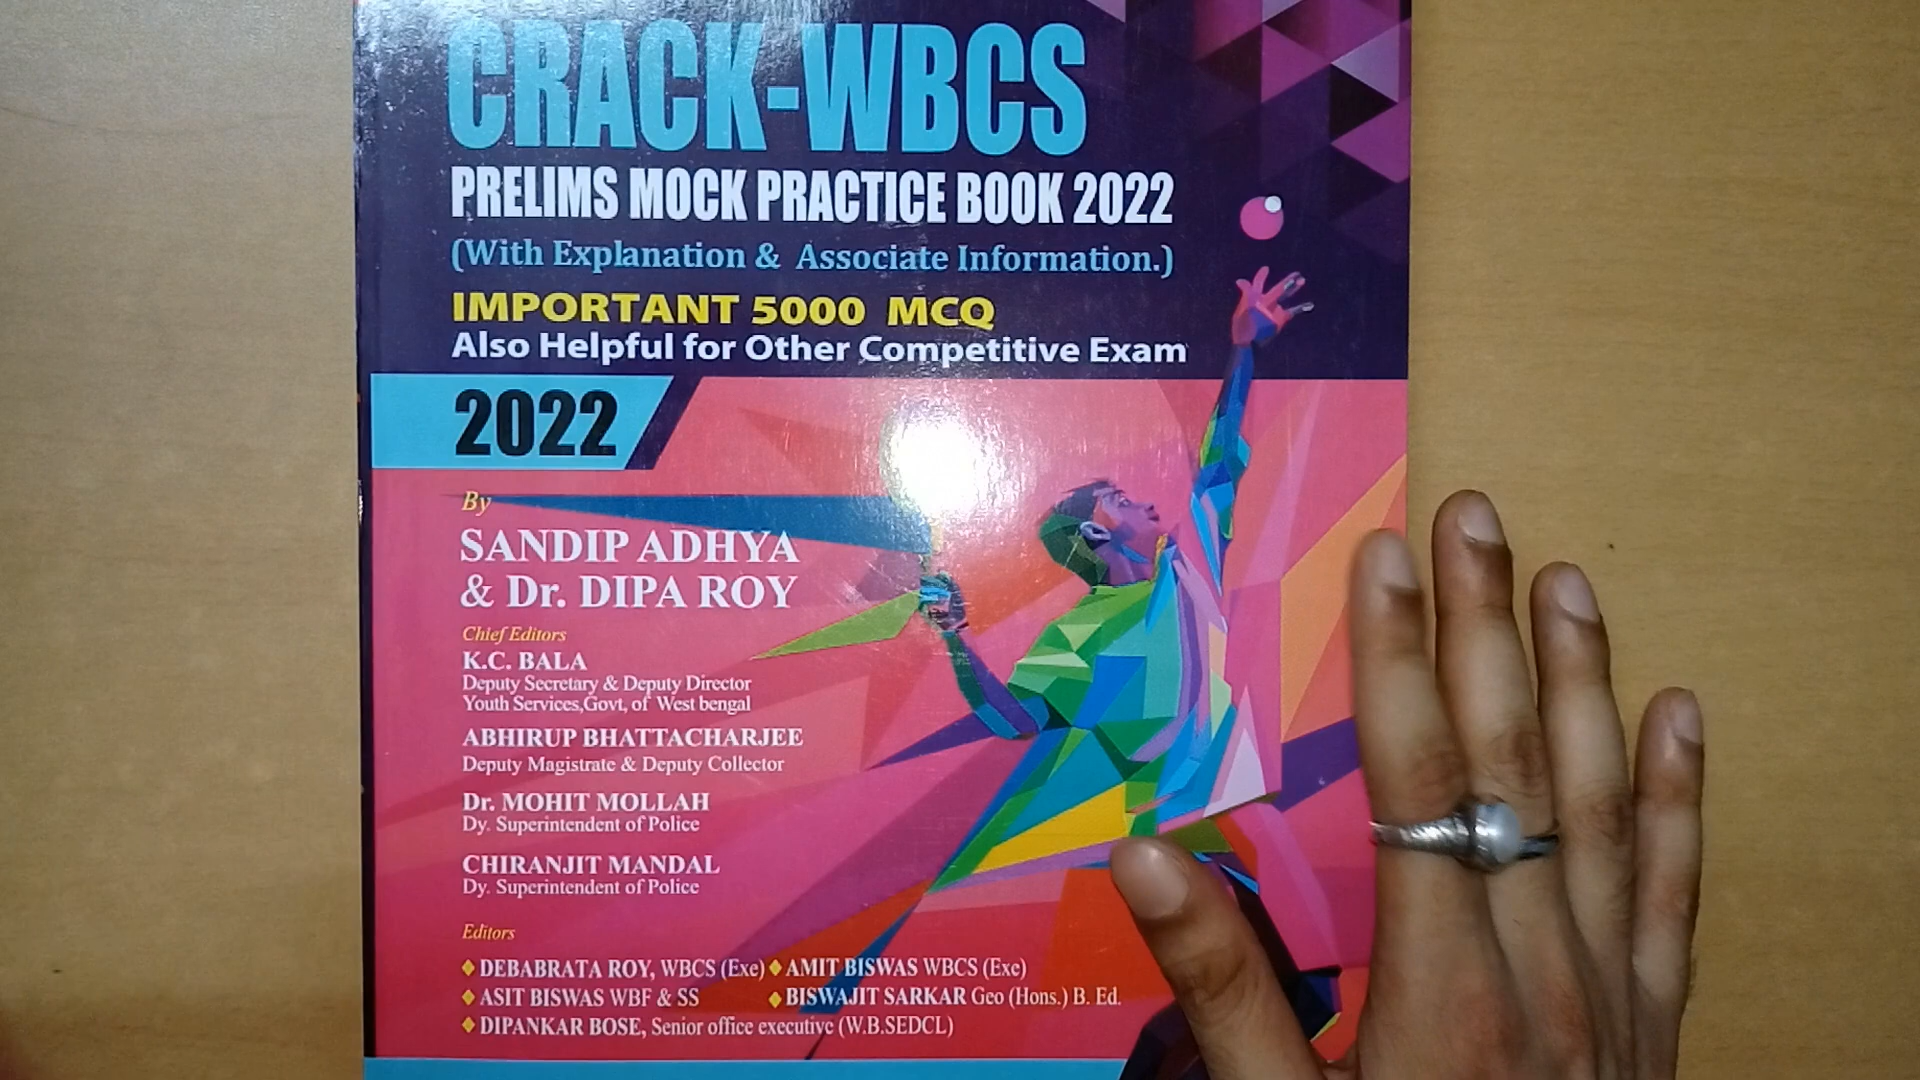 CRACK-WBCS
PRELIMS MOCK PRACTICE BOOK 2022
(With Explanation & Associate Information.)
IMPORTANT 5000 MCQ
Also Helpful for Other Competitive Exam
2022
By
SANDIP ADHYA
& Dr. DIPA ROY
Chief Editors
K.C. BALA
Deputy Secretary & Deputy Director
Youth Services,Govt, of West bengal
ABHIRUP BHATTACHARJEE
Deputy Magistrate & Deputy Collector
Dr. MOHIT MOLLAH
Dy. Superintendent of Police
CHIRANJIT MANDAL
Dy. Superintendent of Police
Editors
DEBABRATA ROY, WBCS (Exe) AMIT BISWAS WBCS (Exe)
ASIT BISWAS WBF & SS BISWAJIT SARKAR Geo (Hons.) B. Ed.
DIPANKAR BOSE, Senior office executive (W.B.SEDCL)